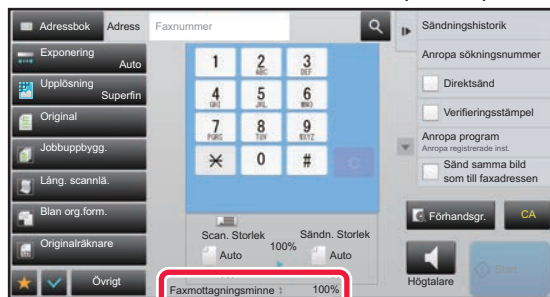 Adressbok
Adress
Faxnummer
Exponering
Auto
Upplösning
Superfin
Original
Jobbuppbygg.
Lång. scannlä.
Blan org.form.
Originalräknare
Övrigt
1
2
ABC
3
DEF
4
GHI
5
JKL
6
MNO
7
PQRS
8
TUV
9
WXYZ
0
#
C
Scan. Storlek
100%
Sändn. Storlek
Auto
Auto
Faxmottagningsminne 1 100%
Sändningshistorik
Anropa sökningsnummer
Direktsänd
Verifieringsstämpel
Anropa program
Anropa registrerade inst.
Sänd samma bild
som till faxadressen
Förhandsgr.
CA
Högtalare
Start